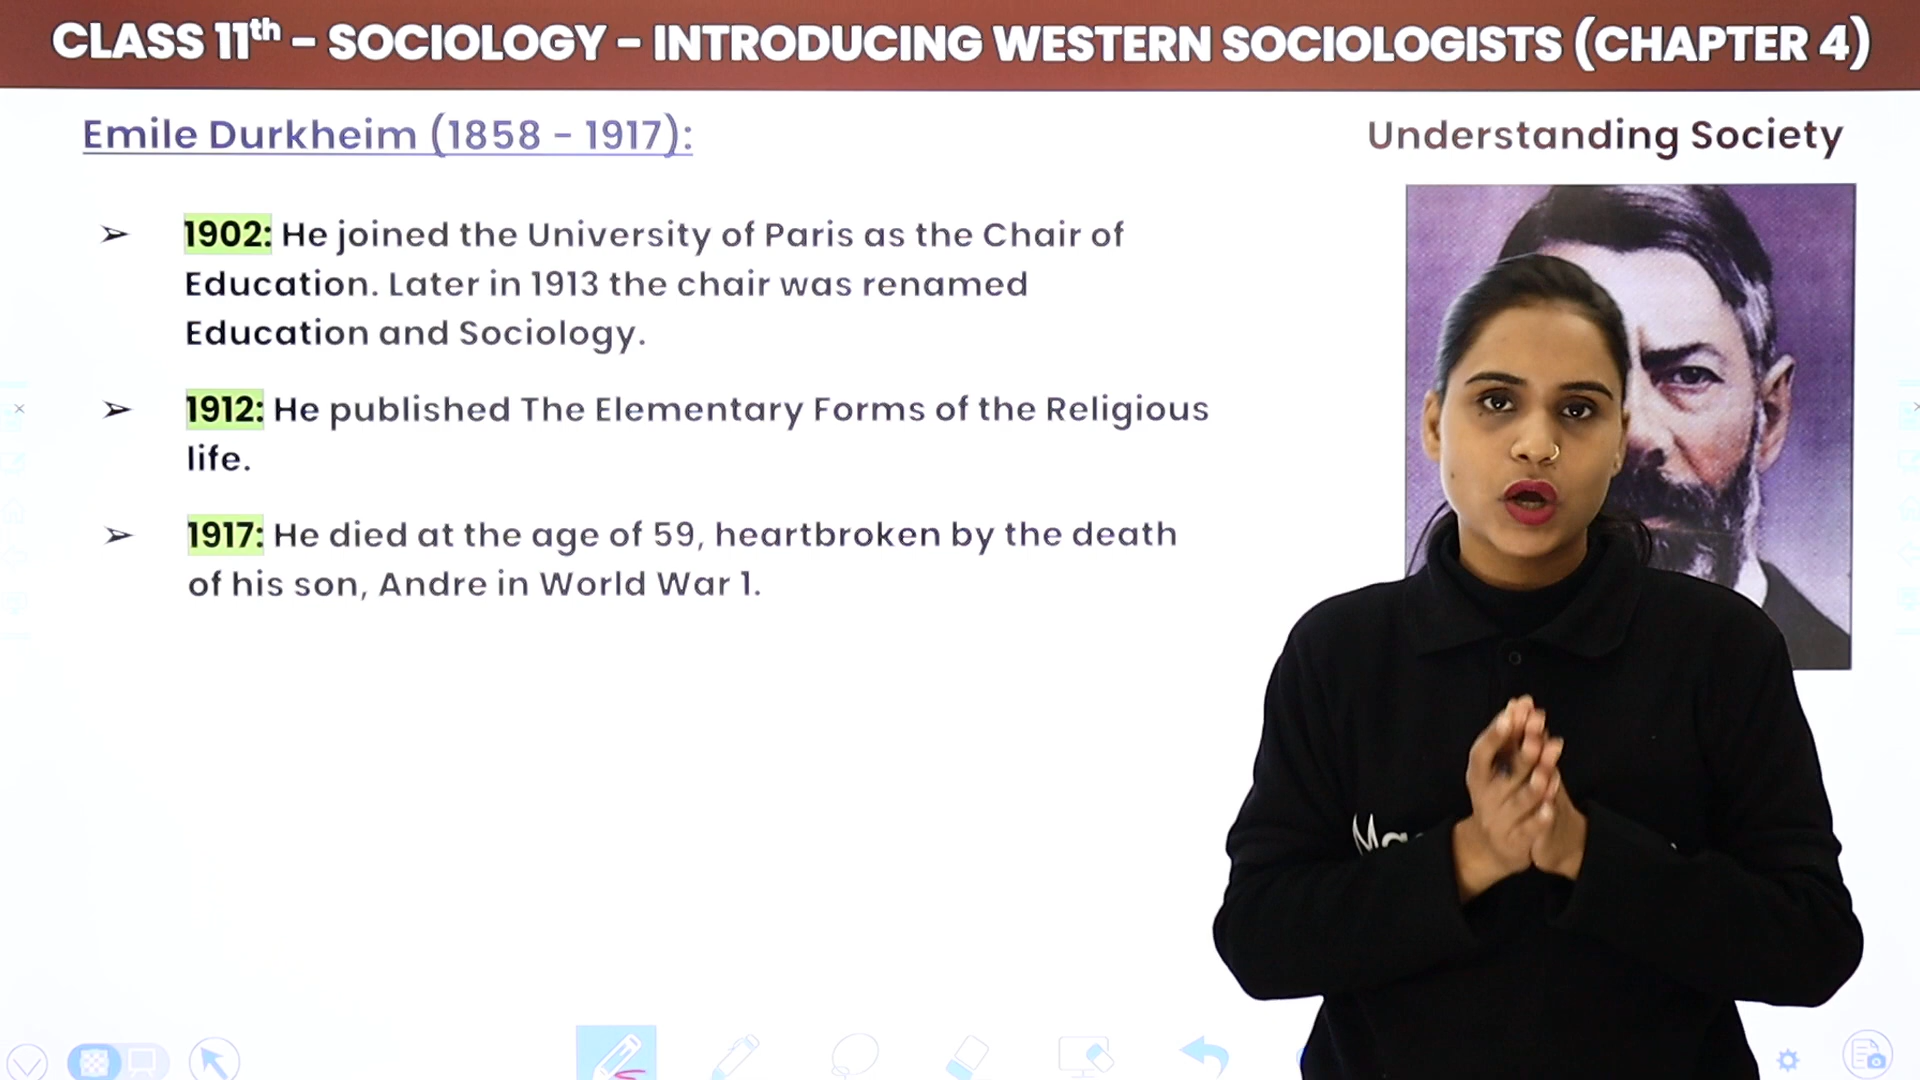 CLASS 11th - SOCIOLOGY - INTRODUCING WESTERN SOCIOLOGISTS (CHAPTER 4)
Emile Durkheim (1858 - 1917):
Understanding Society
➢ 1902: He joined the University of Paris as the Chair of
Education. Later in 1913 the chair was renamed
Education and Sociology.
➢ 1912: He published The Elementary Forms of the Religious
life.
➢ 1917: He died at the age of 59, heartbroken by the death
of his son, Andre in World War 1.